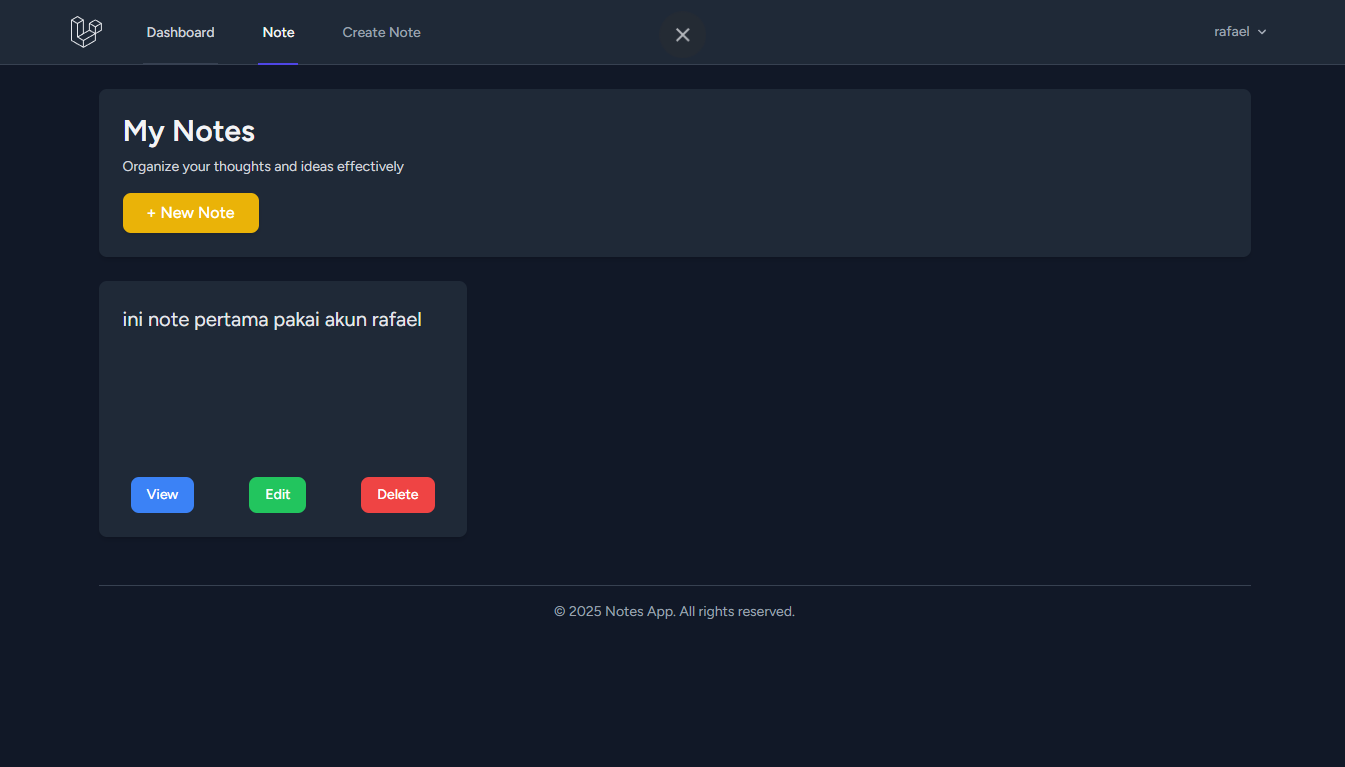 Dashboard Note Create Note rafael
My Notes
Organize your thoughts and ideas effectively
+ New Note
ini note pertama pakai akun rafael
View Edit Delete
© 2025 Notes App. All rights reserved.